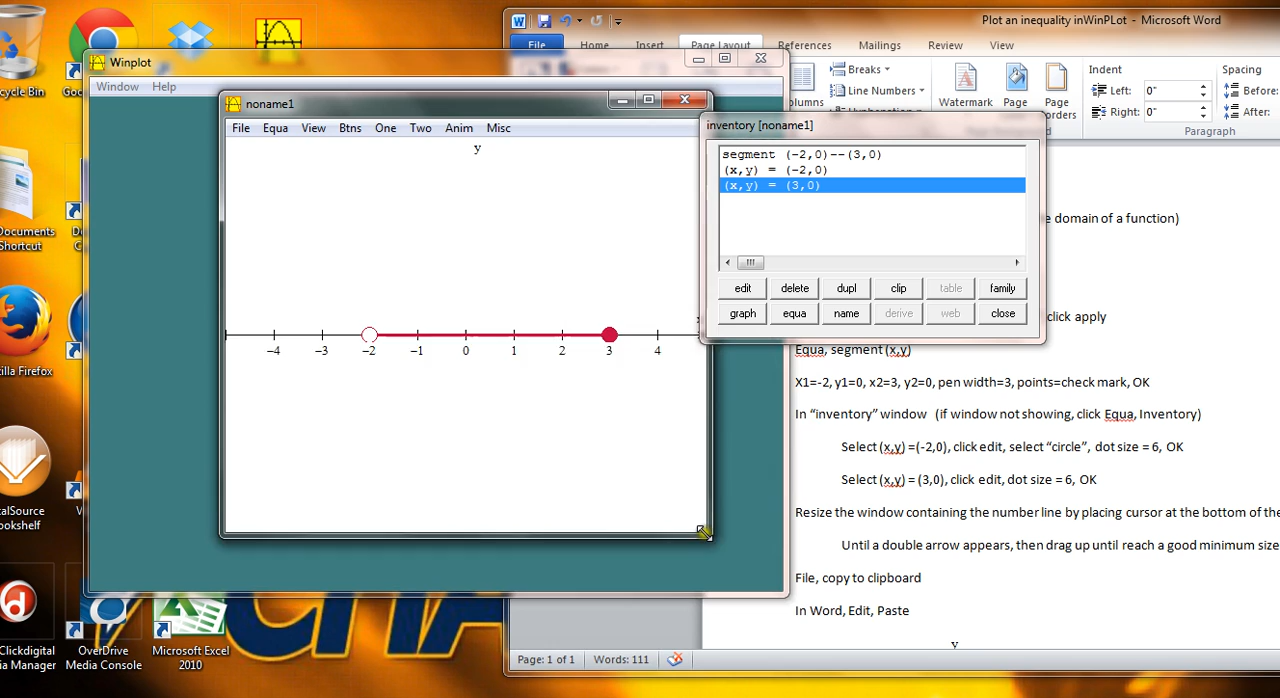 Plot an inequality inWinPLot - Microsoft Word
File Home Insert Page Layout References Mailings Review View
Breaks
Line Numbers
Hyphenation
Watermark
Page
Page
Indent
Left: 0"
Right: 0"
Spacing
Before:
After:
Paragraph
Winplot
Window Help
noname1
File Equa View Btns One Two Anim Misc
y
-4 -3 -2 -1 0 1 2 3 4
inventory [noname1]
segment (-2,0)--(3,0)
(x,y) = (-2,0)
(x,y) = (3,0)
edit delete dupl clip table family
graph equa name derive web close
e domain of a function)
click apply
Equa, segment (x,y)
X1=-2, y1=0, x2=3, y2=0, pen width=3, points=check mark, OK
In “inventory” window (if window not showing, click Equa, Inventory)
Select (x,y) =(-2,0), click edit, select “circle”, dot size = 6, OK
Select (x,y) = (3,0), click edit, dot size = 6, OK
Resize the window containing the number line by placing cursor at the bottom of the
Until a double arrow appears, then drag up until reach a good minimum size
File, copy to clipboard
In Word, Edit, Paste
y
Page: 1 of 1 Words: 111
cycle Bin
Documents
Shortcut
zilla Firefox
talSource
ookshelf
Clickdigital
ia Manager
OverDrive
Media Console
Microsoft Excel
2010